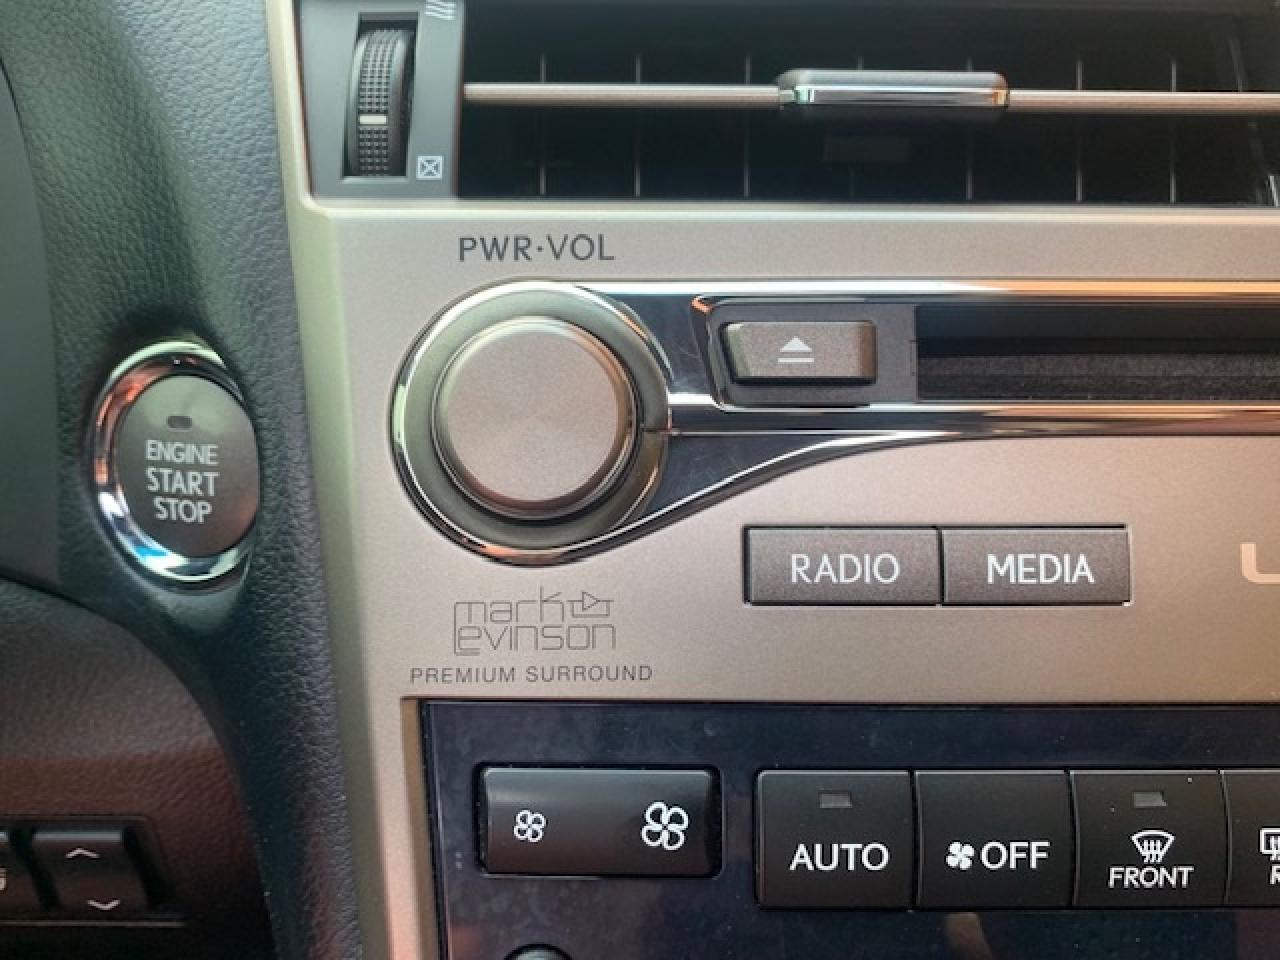 PWR·VOL
ENGINE
START
STOP
RADIO
MEDIA
mark
levinson
PREMIUM SURROUND
AUTO
OFF
FRONT